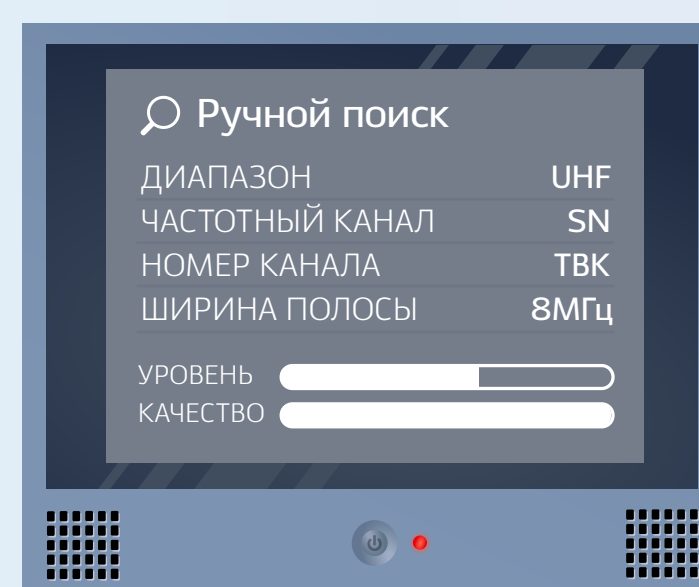 Ручной поиск
ДИАПАЗОН UHF
ЧАСТОТНЫЙ КАНАЛ SN
НОМЕР КАНАЛА ТВК
ШИРИНА ПОЛОСЫ 8МГц
УРОВЕНЬ
КАЧЕСТВО